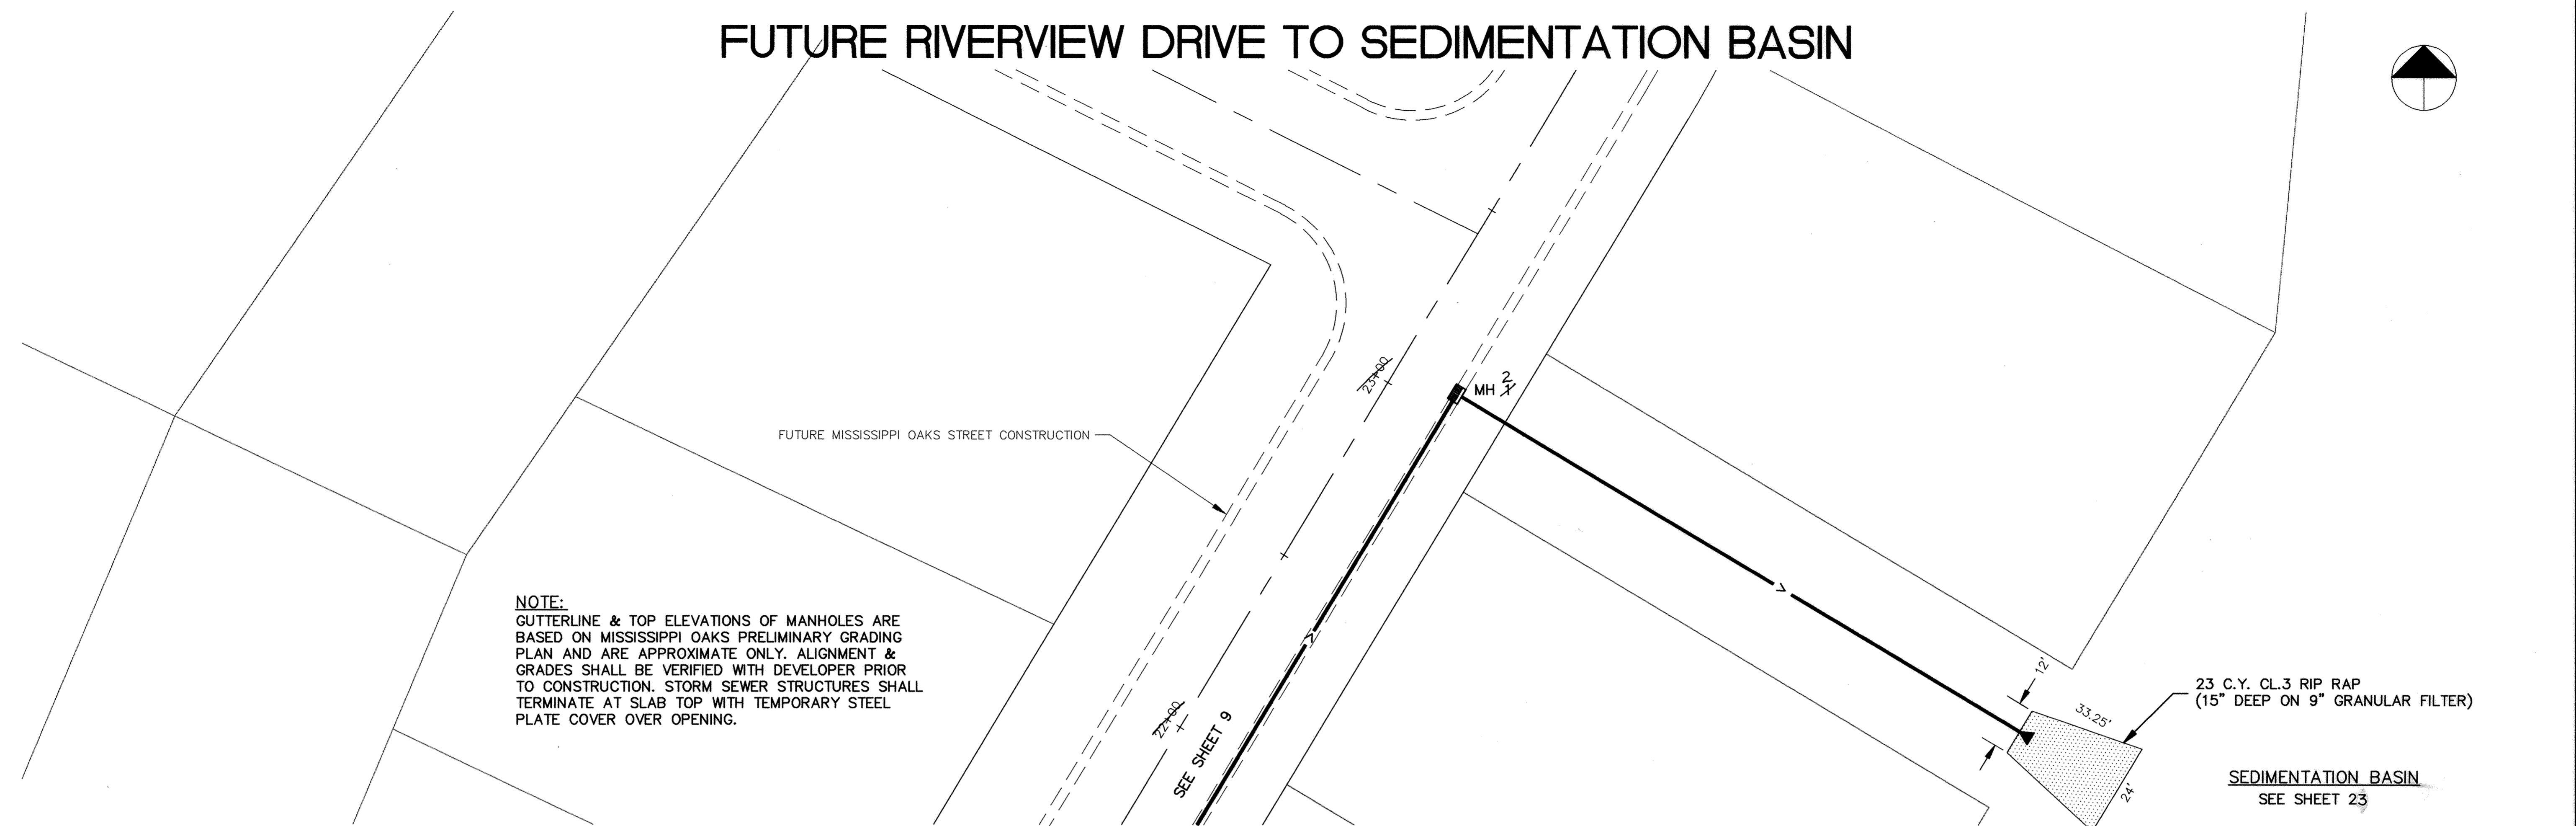 FUTURE RIVERVIEW DRIVE TO SEDIMENTATION BASIN
23+00
MH 1 2
FUTURE MISSISSIPPI OAKS STREET CONSTRUCTION
NOTE:
GUTTERLINE & TOP ELEVATIONS OF MANHOLES ARE
BASED ON MISSISSIPPI OAKS PRELIMINARY GRADING
PLAN AND ARE APPROXIMATE ONLY. ALIGNMENT &
GRADES SHALL BE VERIFIED WITH DEVELOPER PRIOR
TO CONSTRUCTION. STORM SEWER STRUCTURES SHALL
TERMINATE AT SLAB TOP WITH TEMPORARY STEEL
PLATE COVER OVER OPENING.
22+00
SEE SHEET 9
12'
33.25'
24'
23 C.Y. CL.3 RIP RAP
(15" DEEP ON 9" GRANULAR FILTER)
SEDIMENTATION BASIN
SEE SHEET 23